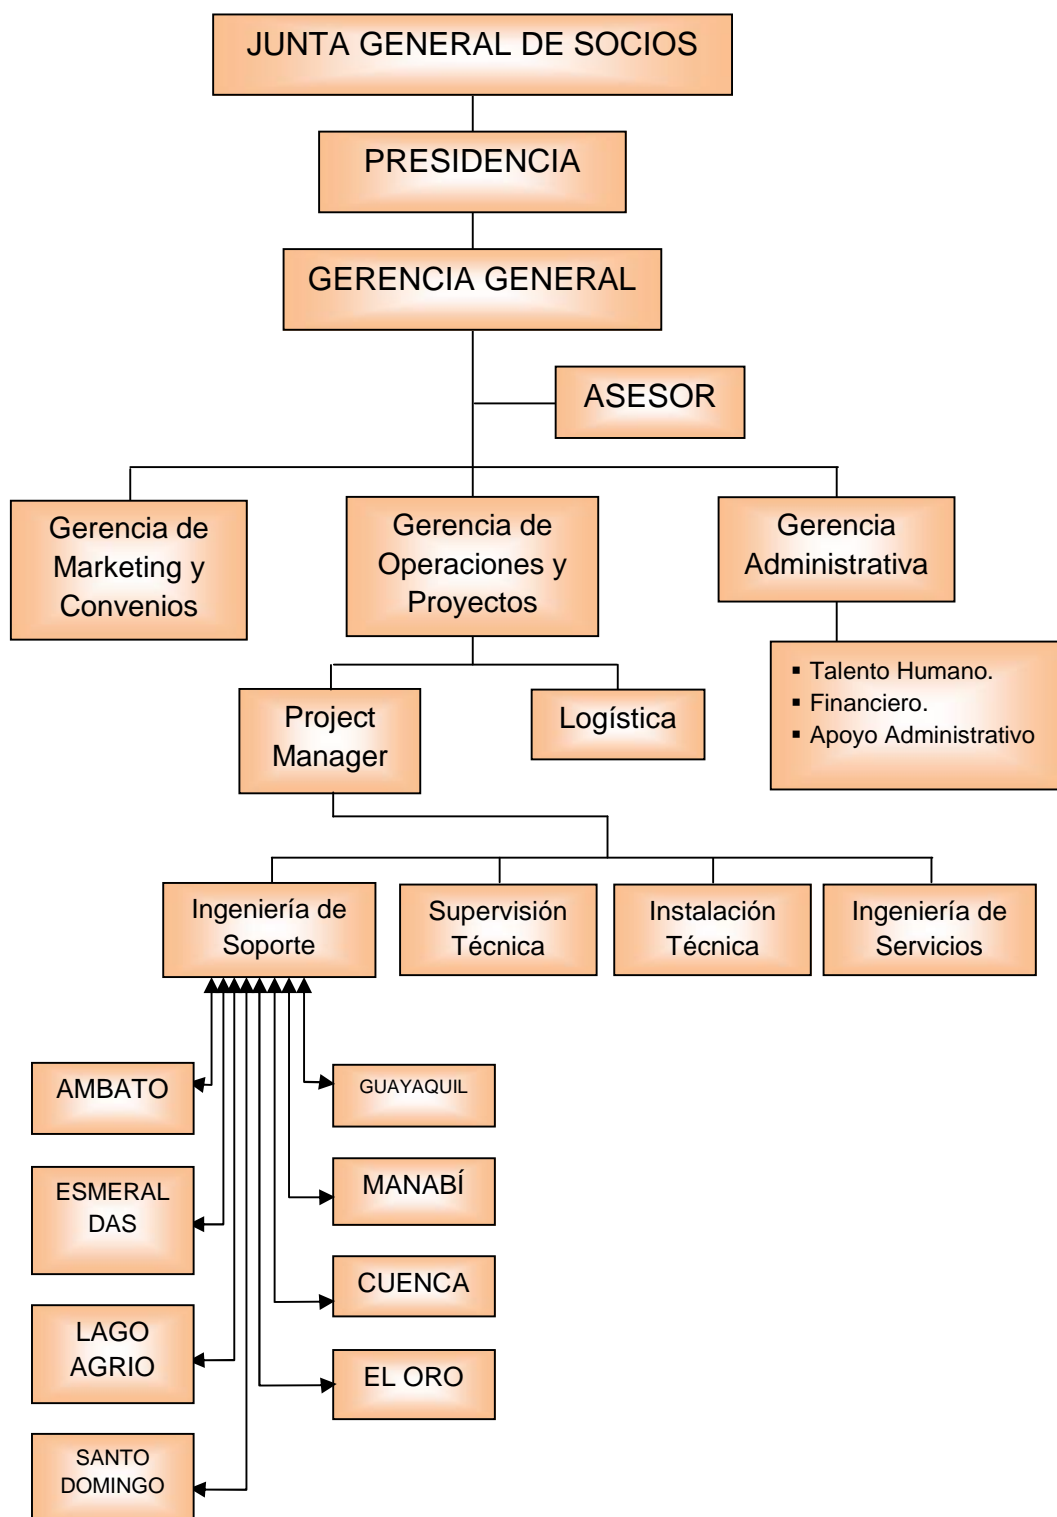 JUNTA GENERAL DE SOCIOS
PRESIDENCIA
GERENCIA GENERAL
ASESOR
Gerencia de
Marketing y
Convenios
Gerencia de
Operaciones y
Proyectos
Gerencia
Administrativa
▪ Talento Humano.
▪ Financiero.
▪ Apoyo Administrativo
Project
Manager
Logística
Ingeniería de
Soporte
Supervisión
Técnica
Instalación
Técnica
Ingeniería de
Servicios
AMBATO
GUAYAQUIL
ESMERAL
DAS
MANABÍ
CUENCA
LAGO
AGRIO
EL ORO
SANTO
DOMINGO